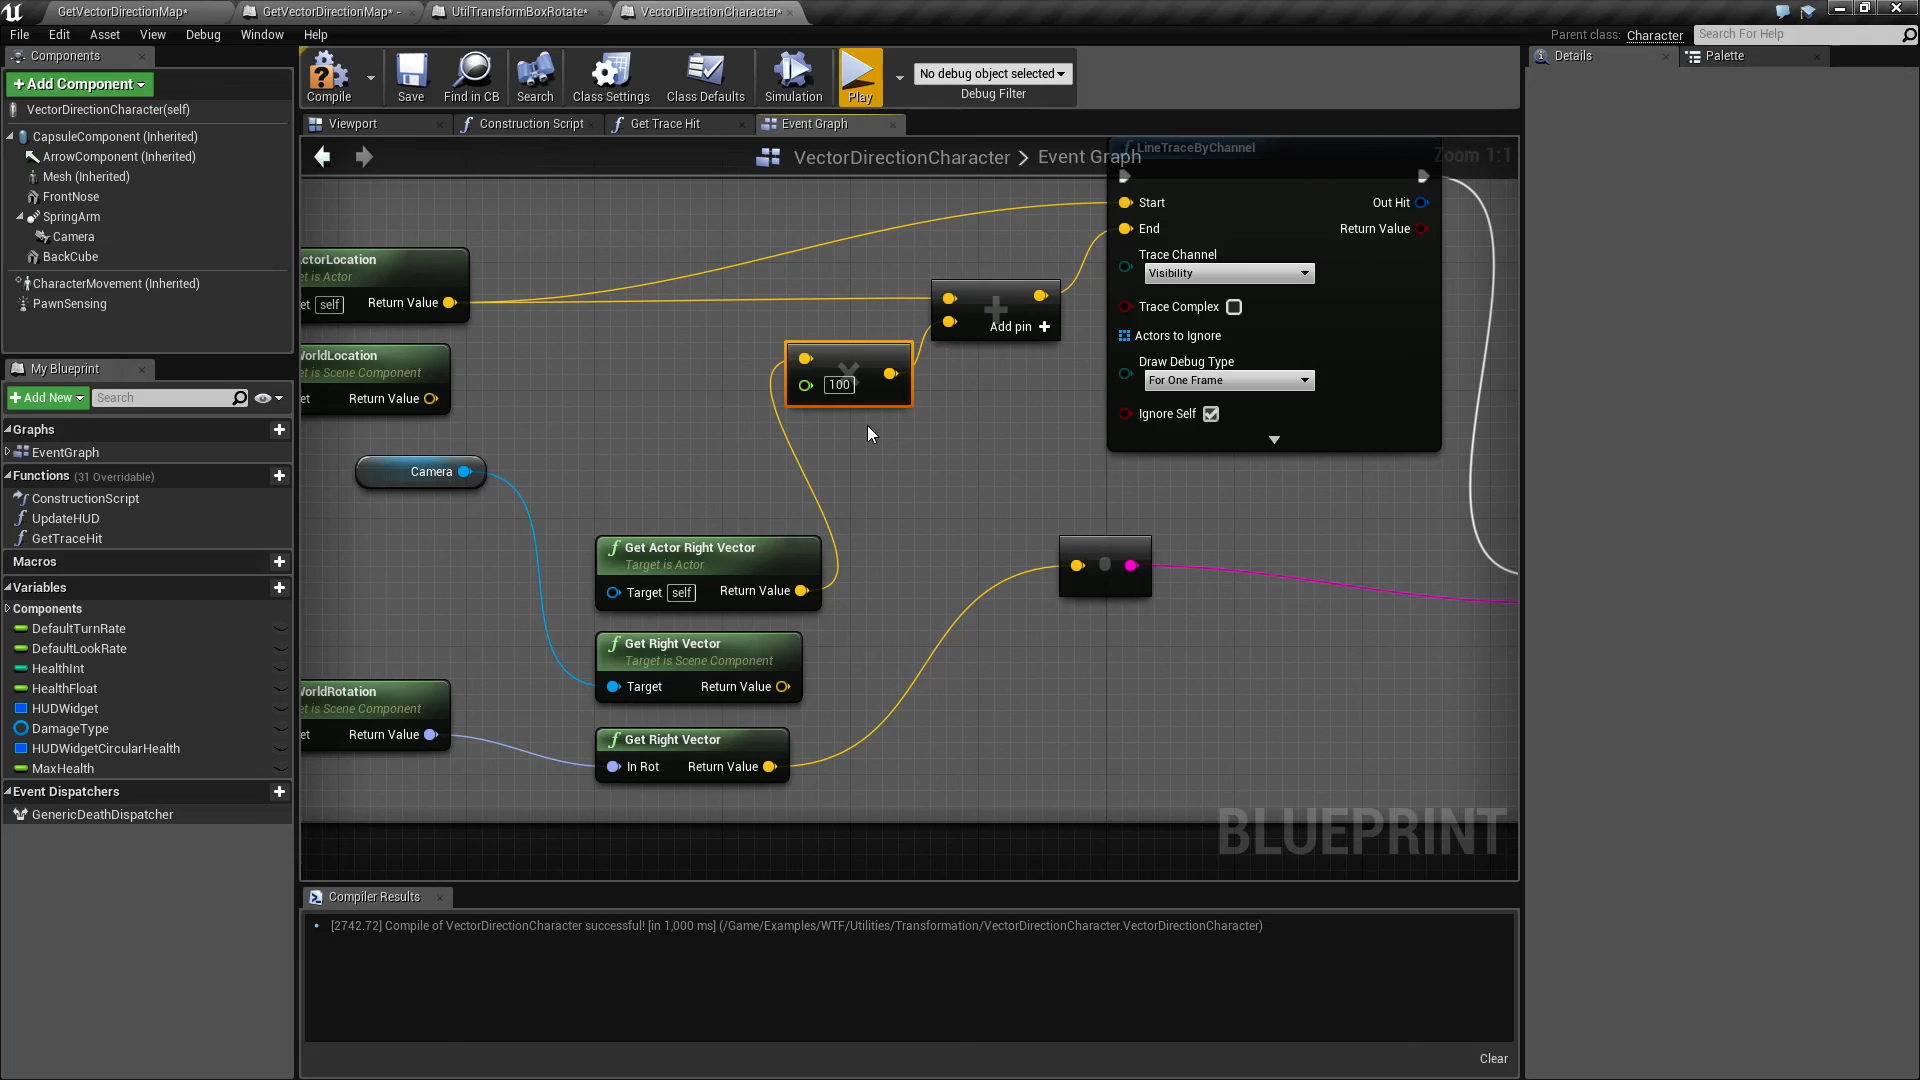 GetVectorDirectionMap*
GetVectorDirectionMap* -
UtilTransformBoxRotate*
VectorDirectionCharacter*
File
Edit
Asset
View
Debug
Window
Help
Parent class:
Character
Search For Help
Components
Details
Palette
+Add Component
VectorDirectionCharacter(self)
CapsuleComponent (Inherited)
ArrowComponent (Inherited)
Mesh (Inherited)
FrontNose
SpringArm
Camera
BackCube
CharacterMovement (Inherited)
PawnSensing
Compile
Save
Find in CB
Search
Class Settings
Class Defaults
Simulation
Play
No debug object selected
Debug Filter
Viewport
Construction Script
Get Trace Hit
Event Graph
VectorDirectionCharacter > Event Graph
Zoom 1:1
My Blueprint
+Add New
Search
Graphs
EventGraph
Functions (31 Overridable)
ConstructionScript
UpdateHUD
GetTraceHit
Macros
Variables
Components
DefaultTurnRate
DefaultLookRate
HealthInt
HealthFloat
HUDWidget
DamageType
HUDWidgetCircularHealth
MaxHealth
Event Dispatchers
GenericDeathDispatcher
ActorLocation
et is Actor
et
self
Return Value
WorldLocation
et is Scene Component
et
Return Value
Camera
WorldRotation
et is Scene Component
et
Return Value
Get Actor Right Vector
Target is Actor
Target
self
Return Value
Get Right Vector
Target is Scene Component
Target
Return Value
Get Right Vector
In Rot
Return Value
100
Add pin +
LineTraceByChannel
Start
Out Hit
End
Return Value
Trace Channel
Visibility
Trace Complex
Actors to Ignore
Draw Debug Type
For One Frame
Ignore Self
BLUEPRINT
Compiler Results
[2742.72] Compile of VectorDirectionCharacter successful! [in 1,000 ms] (/Game/Examples/WTF/Utilities/Transformation/VectorDirectionCharacter.VectorDirectionCharacter)
Clear